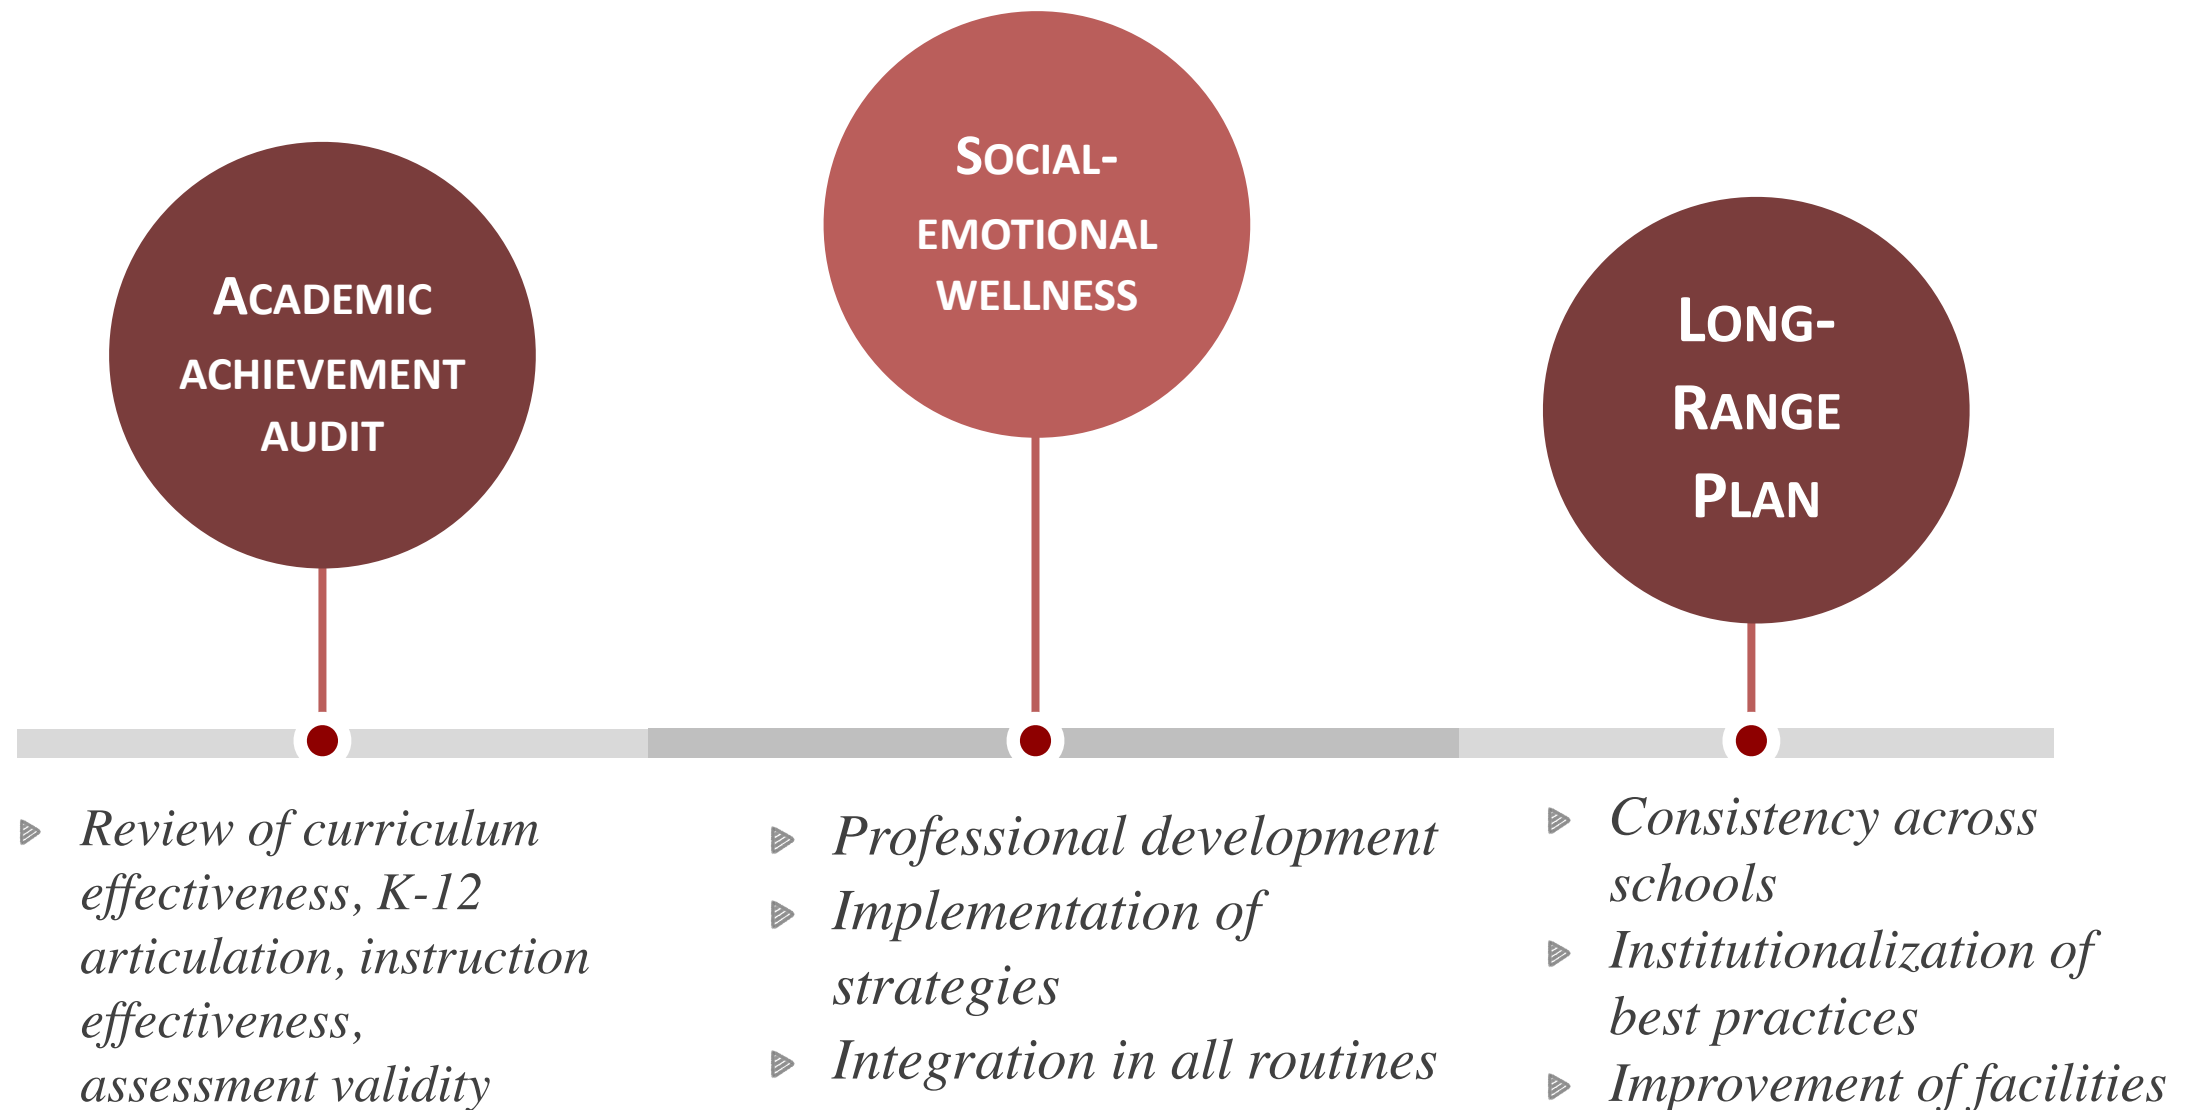 ACADEMIC
ACHIEVEMENT
AUDIT
SOCIAL-
EMOTIONAL
WELLNESS
LONG-
RANGE
PLAN
Review of curriculum
effectiveness, K-12
articulation, instruction
effectiveness,
assessment validity
Professional development
Implementation of
strategies
Integration in all routines
Consistency across
schools
Institutionalization of
best practices
Improvement of facilities